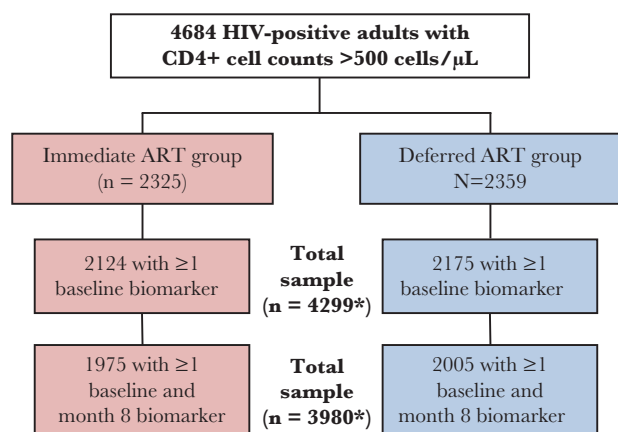 4684 HIV-positive adults with
CD4+ cell counts >500 cells/µL
Immediate ART group
(n = 2325)
Deferred ART group
N=2359
2124 with ≥1
baseline biomarker
Total
sample
(n = 4299*)
2175 with ≥1
baseline biomarker
1975 with ≥1
baseline and
month 8 biomarker
Total
sample
(n = 3980*)
2005 with ≥1
baseline and
month 8 biomarker